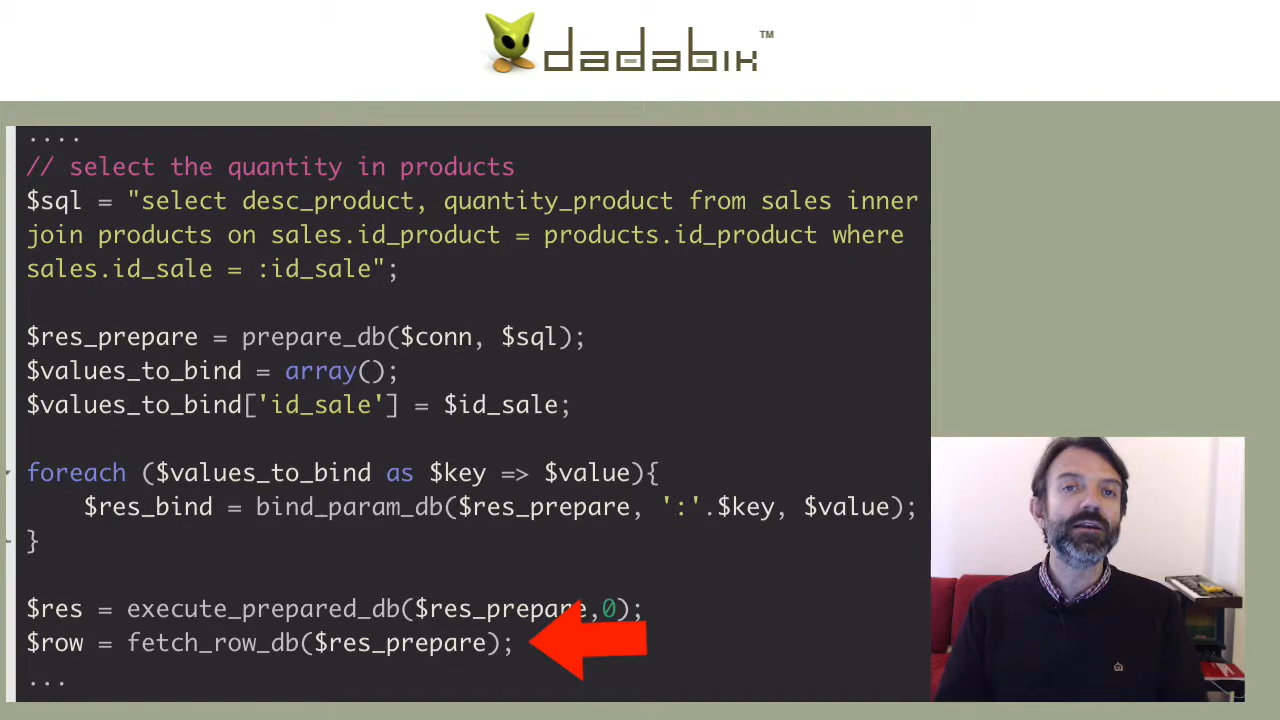 dadabik™
....
// select the quantity in products
$sql = "select desc_product, quantity_product from sales inner
join products on sales.id_product = products.id_product where
sales.id_sale = :id_sale";
$res_prepare = prepare_db($conn, $sql);
$values_to_bind = array();
$values_to_bind['id_sale'] = $id_sale;
foreach ($values_to_bind as $key => $value){
    $res_bind = bind_param_db($res_prepare, ':'.$key, $value);
}
$res = execute_prepared_db($res_prepare,0);
$row = fetch_row_db($res_prepare);
...